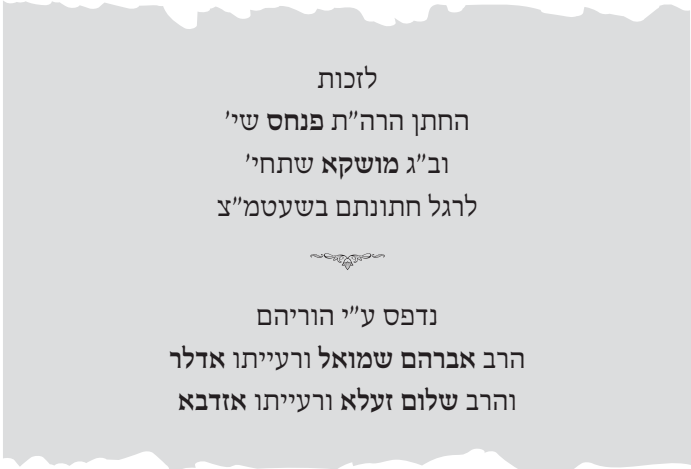 לזכות
החתן הרה״ת פנחס שי׳
וב״ג מושקא שתחי׳
לרגל חתונתם בשעטמ״צ
נדפס ע״י הוריהם
הרב אברהם שמואל ורעייתו אדלר
והרב שלום זעלא ורעייתו אזדבא